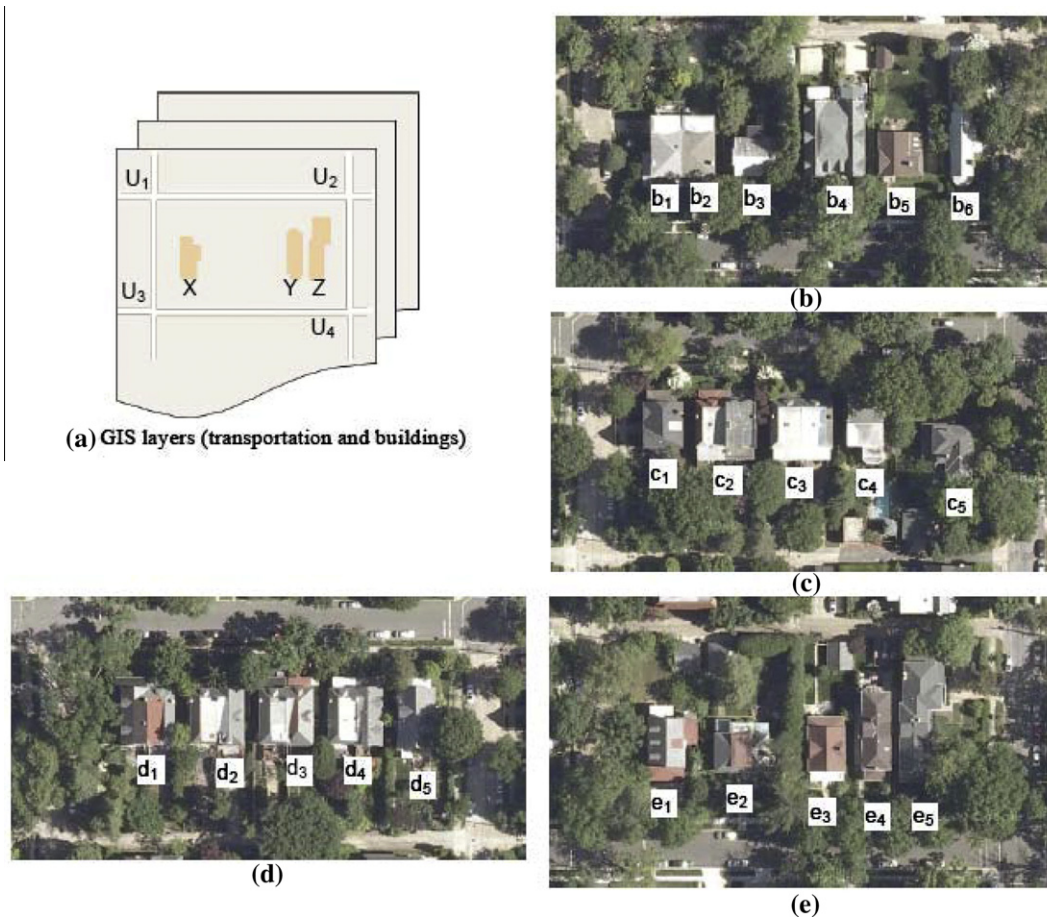 U1
U2
U3
X
Y
Z
U4
(a) GIS layers (transportation and buildings)
b1
b2
b3
b4
b5
b6
(b)
c1
c2
c3
c4
c5
(c)
d1
d2
d3
d4
d5
(d)
e1
e2
e3
e4
e5
(e)